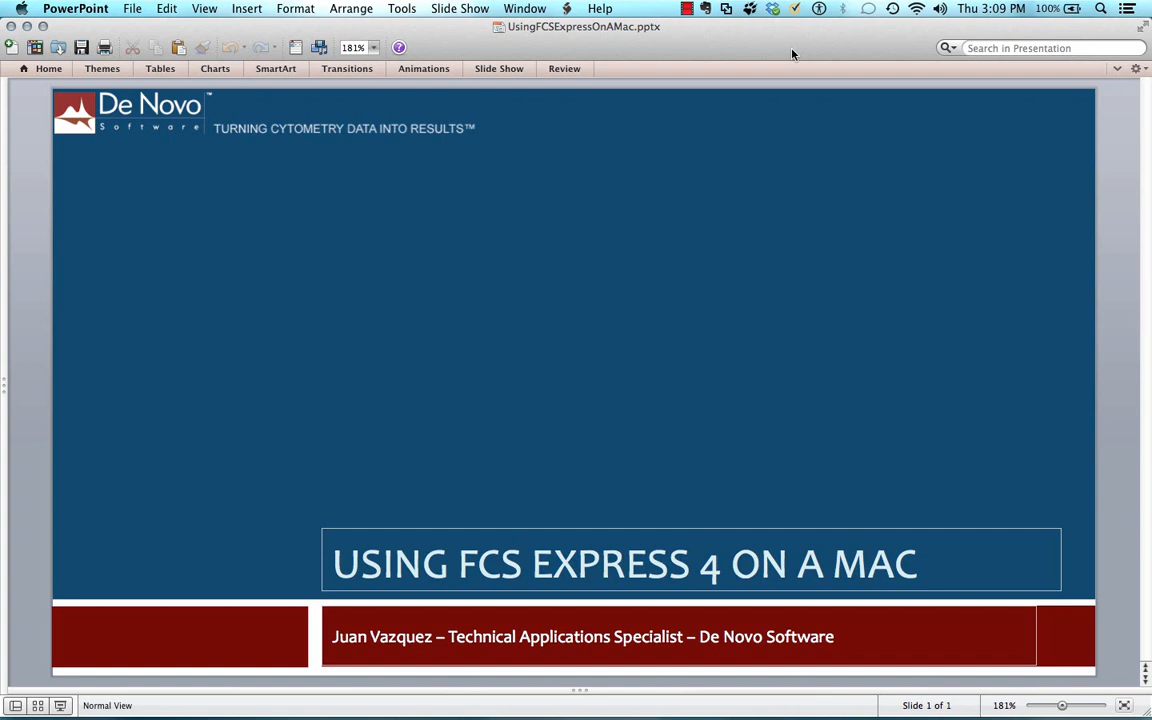 PowerPoint File Edit View Insert Format Arrange Tools Slide Show Window Help Thu 3:09 PM 100%
UsingFCSExpressOnAMac.pptx
181% Search in Presentation
Home Themes Tables Charts SmartArt Transitions Animations Slide Show Review
De Novo™
Software TURNING CYTOMETRY DATA INTO RESULTS™
USING FCS EXPRESS 4 ON A MAC
Juan Vazquez – Technical Applications Specialist – De Novo Software
Normal View Slide 1 of 1 181%